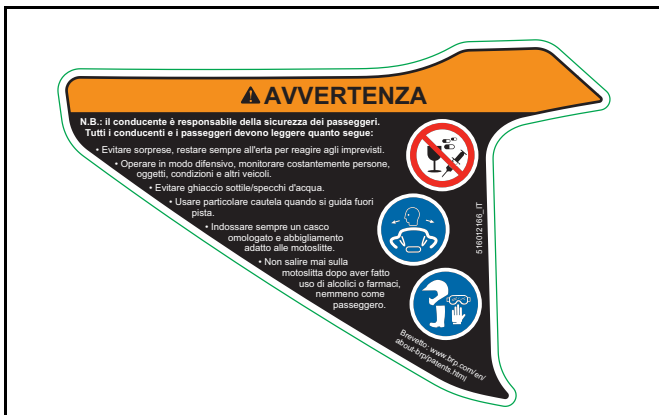 AVVERTENZA
N.B.: il conducente è responsabile della sicurezza dei passeggeri.
Tutti i conducenti e i passeggeri devono leggere quanto segue:
• Evitare sorprese, restare sempre all'erta per reagire agli imprevisti.
• Operare in modo difensivo, monitorare costantemente persone,
oggetti, condizioni e altri veicoli.
• Evitare ghiaccio sottile/specchi d'acqua.
• Usare particolare cautela quando si guida fuori
pista.
• Indossare sempre un casco
omologato e abbigliamento
adatto alle motoslitte.
• Non salire mai sulla
motoslitta dopo aver fatto
uso di alcolici o farmaci,
nemmeno come
passeggero.
516012166_IT
Brevetto- www.brp.com/en/
about-brp/patents.html